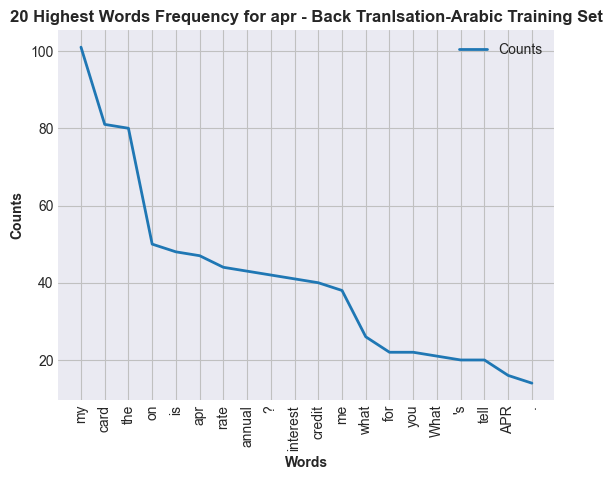 20 Highest Words Frequency for apr - Back Tranlsation-Arabic Training Set
Counts
100
80
60
40
20
Counts
my
card
the
on
is
apr
rate
annual
?
interest
credit
me
what
for
you
What
's
tell
APR
.
Words